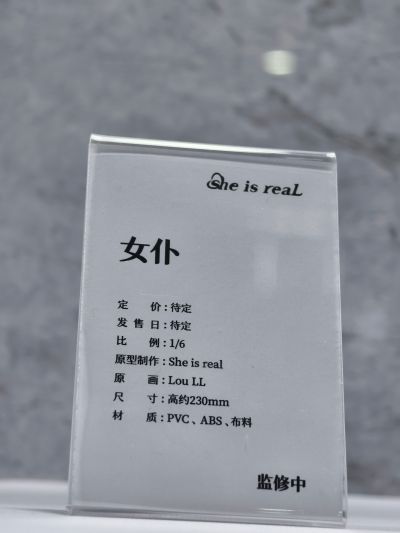 She is reaL
女仆
定 价：待定
发 售 日：待定
比 例：1/6
原型制作：She is real
原 画：Lou LL
尺 寸：高约230mm
材 质：PVC、ABS、布料
监修中